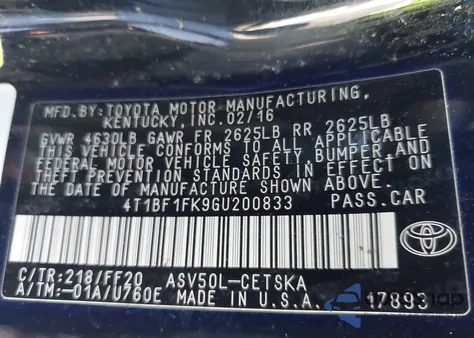 MFD.BY: TOYOTA MOTOR MANUFACTURING,
KENTUCKY, INC. 02/16
GVWR 4630LB GAWR FR 2625LB RR 2625LB
THIS VEHICLE CONFORMS TO ALL APPLICABLE
FEDERAL MOTOR VEHICLE SAFETY, BUMPER AND
THEFT PREVENTION STANDARDS IN EFFECT ON
THE DATE OF MANUFACTURE SHOWN ABOVE.
4T1BF1FK9GU200833 PASS.CAR
C/TR:218/FF20 ASV50L-CETSKA
A/TM:-01A/U760E MADE IN U.S.A. 17893
TOYOTA